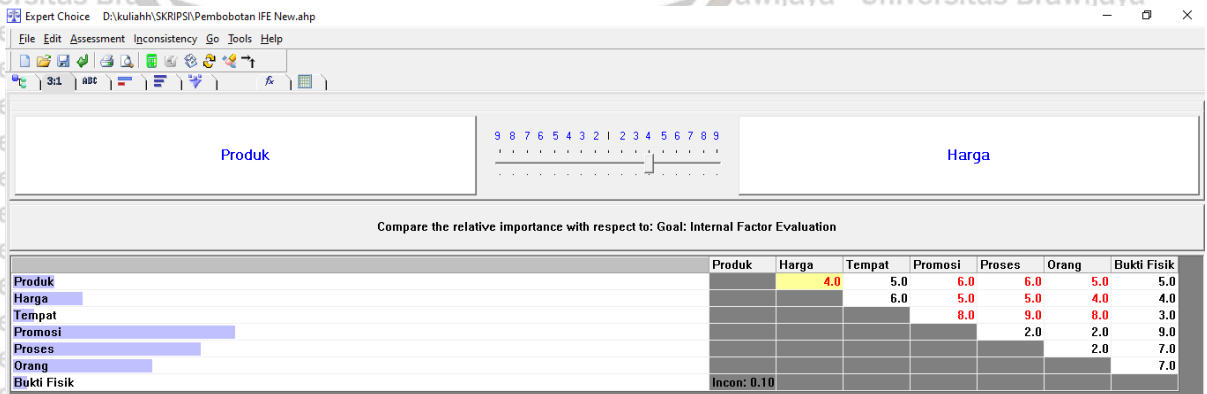 Expert Choice D:\kuliahh\SKRIPSI\Pembobotan IFE New.ahp
File Edit Assessment Inconsistency Go Tools Help
3:1 ABC fx
9 8 7 6 5 4 3 2 1 2 3 4 5 6 7 8 9
Produk Harga
Compare the relative importance with respect to: Goal: Internal Factor Evaluation
Produk Harga Tempat Promosi Proses Orang Bukti Fisik
Produk 4.0 5.0 6.0 6.0 5.0 5.0
Harga 6.0 5.0 5.0 4.0 4.0
Tempat 8.0 9.0 8.0 3.0
Promosi 2.0 2.0 9.0
Proses 2.0 7.0
Orang 7.0
Bukti Fisik Incon: 0.10